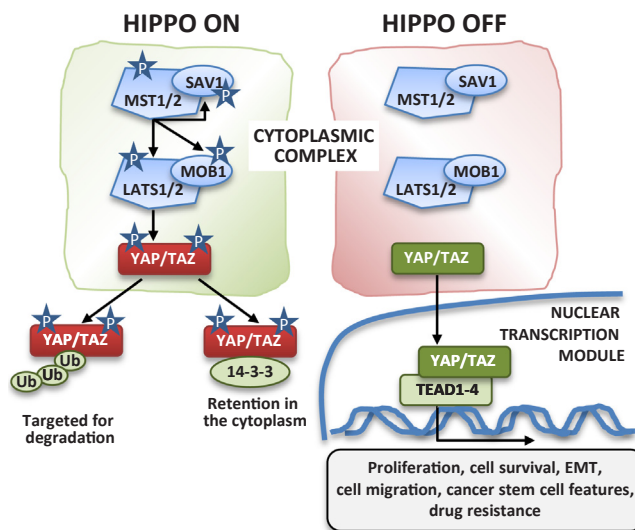 HIPPO ON
HIPPO OFF
P
SAV1
P
MST1/2
SAV1
MST1/2
CYTOPLASMIC
COMPLEX
P
P
MOB1
LATS1/2
MOB1
LATS1/2
P
P
YAP/TAZ
YAP/TAZ
P
P
YAP/TAZ
Ub
Ub
Ub
P
P
YAP/TAZ
14-3-3
NUCLEAR
TRANSCRIPTION
MODULE
YAP/TAZ
TEAD1-4
Targeted for
degradation
Retention in
the cytoplasm
Proliferation, cell survival, EMT,
cell migration, cancer stem cell features,
drug resistance